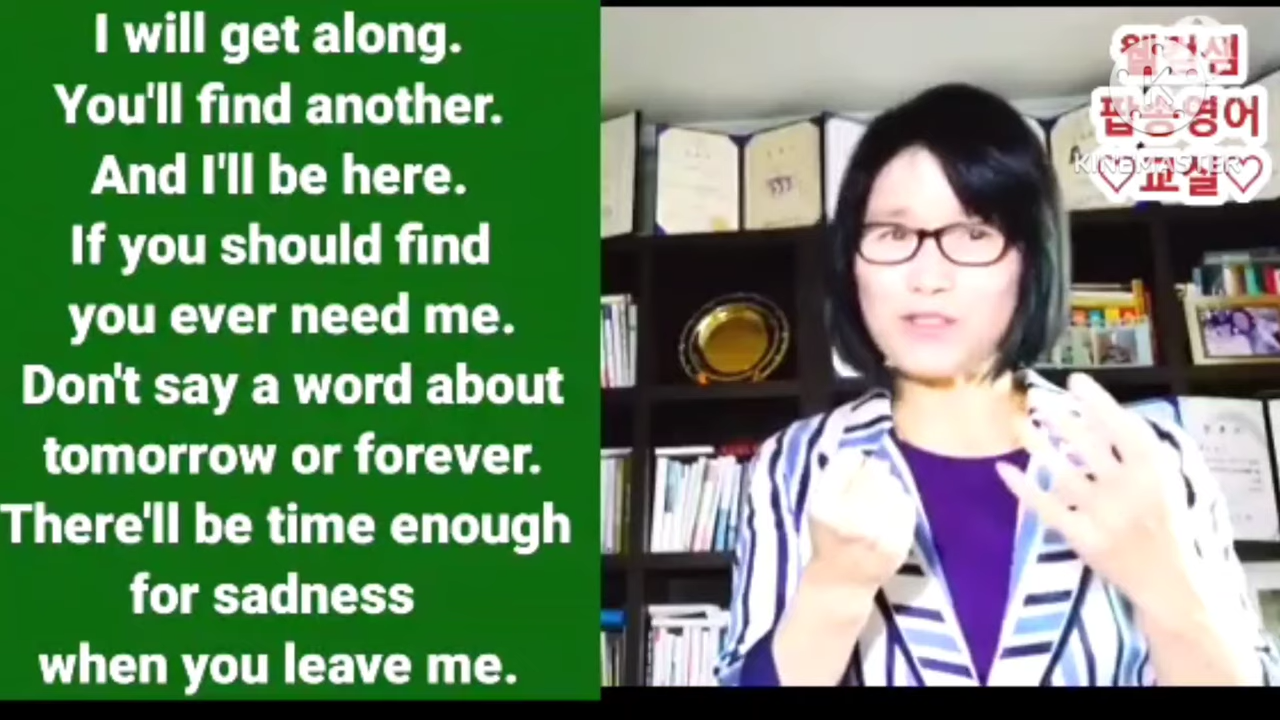 I will get along.
You'll find another.
And I'll be here.
If you should find
you ever need me.
Don't say a word about
tomorrow or forever.
There'll be time enough
for sadness
when you leave me.
팝송영어
♡교실♡
KINEMASTER